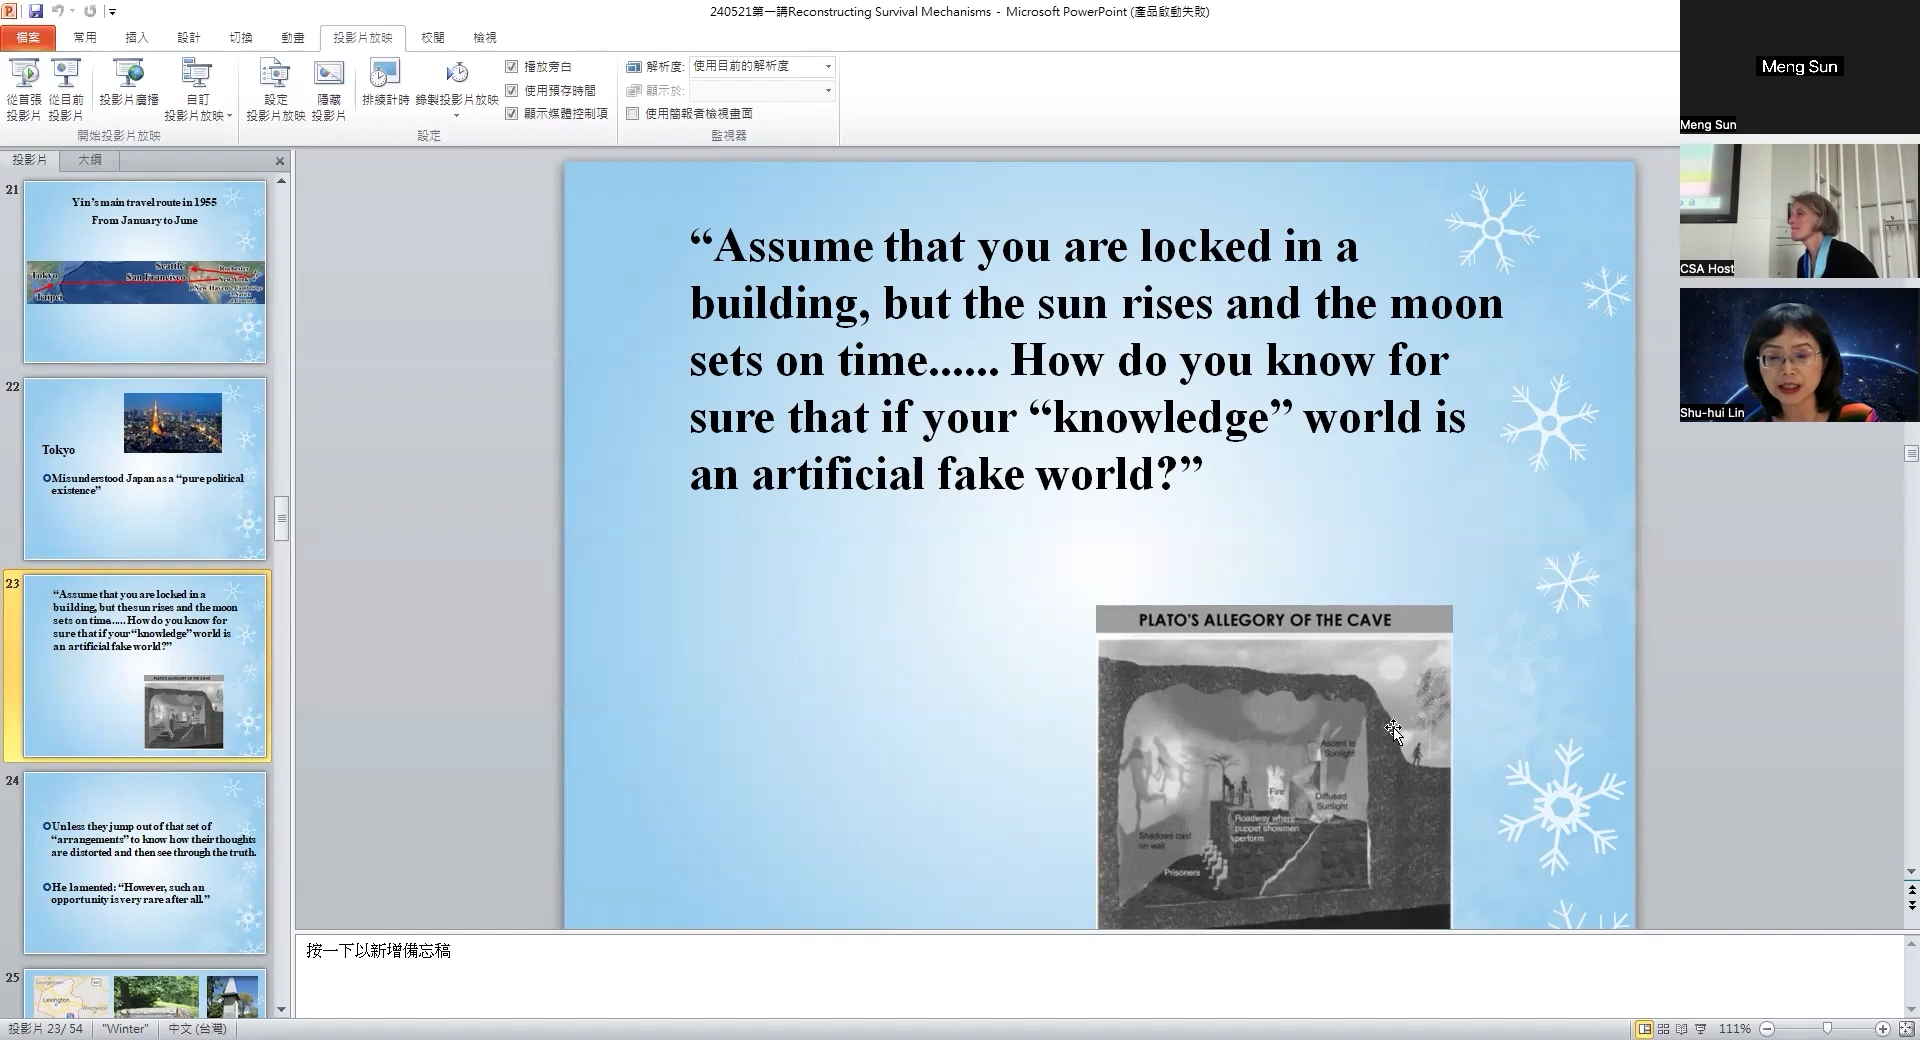 240521第一講Reconstructing Survival Mechanisms - Microsoft PowerPoint (產品啟動失敗)
檔案 常用 插入 設計 切換 動畫 投影片放映 校閱 檢視
從首張投影片
從目前投影片
投影片廣播
自訂投影片放映
開始投影片放映
設定投影片放映
隱藏投影片
排練計時
錄製投影片放映
播放旁白
使用預存時間
顯示媒體控制項
設定
解析度: 使用目前的解析度
顯示於:
使用簡報者檢視畫面
監視器
投影片 大綱
21
Yin's main travel route in 1955
From January to June
Tokyo
Taipei
Seattle
San Francisco
22
Tokyo
Misunderstood Japan as a “pure political
existence”
23
“Assume that you are locked in a
building, but the sun rises and the moon
sets on time...... How do you know for
sure that if your “knowledge” world is
an artificial fake world?”
PLATO'S ALLEGORY OF THE CAVE
24
Unless they jump out of that set of
“arrangements” to know how their thoughts
are distorted and then see through the truth.
He lamented: “However, such an
opportunity is very rare after all.”
25
Lexington
“Assume that you are locked in a
building, but the sun rises and the moon
sets on time...... How do you know for
sure that if your “knowledge” world is
an artificial fake world?”
PLATO'S ALLEGORY OF THE CAVE
Ascent to
Sunlight
Fire
Diffused
Sunlight
Roadway where
puppet showmen
perform
Shadows cast
on wall
Prisoners
按一下以新增備忘稿
Meng Sun
Meng Sun
CSA Host
Shu-hui Lin
投影片 23/ 54 "Winter" 中文 (台灣)
111%